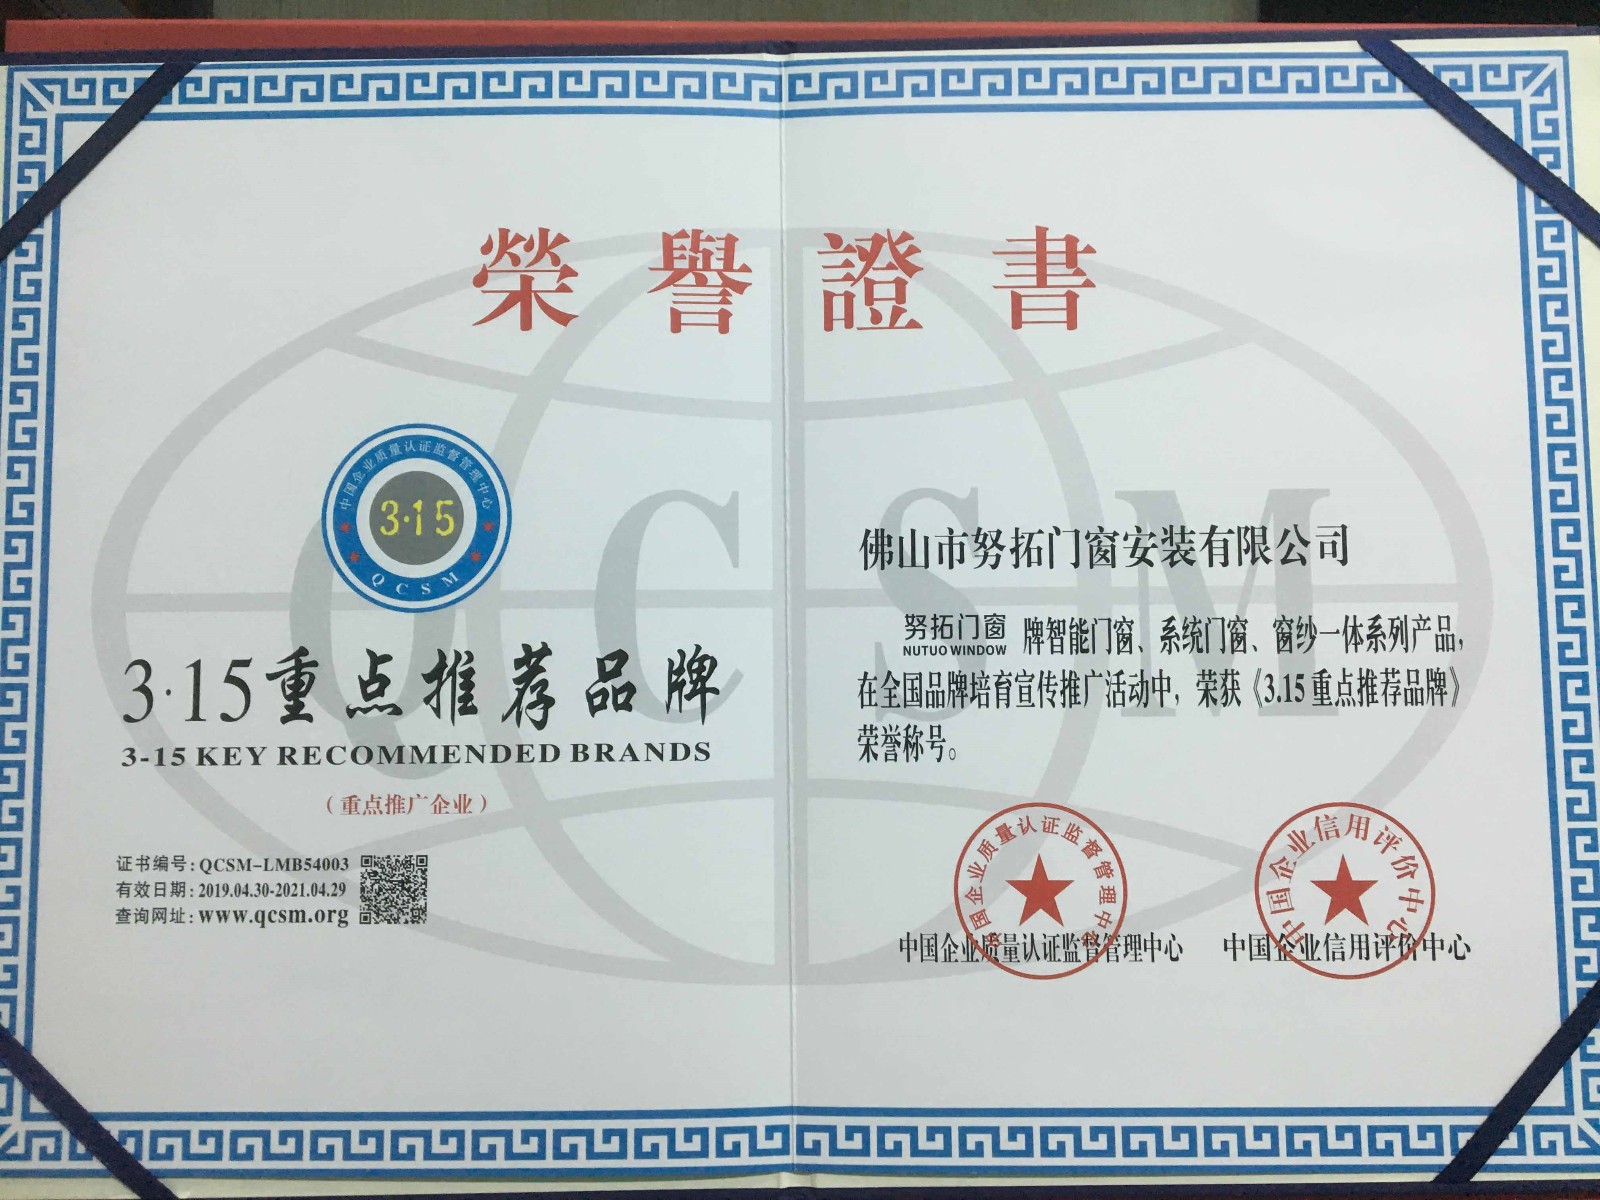 榮譽證書
中国企业质量认证监督管理中心
3·15
QCSM
QCSM
3·15重点推荐品牌
3-15 KEY RECOMMENDED BRANDS
（重点推广企业）
证书编号：QCSM-LMB54003
有效日期：2019.04.30-2021.04.29
查询网址：www.qcsm.org
佛山市努拓门窗安装有限公司
努拓门窗 牌智能门窗、系统门窗、窗纱一体系列产品，
NUTUO WINDOW
在全国品牌培育宣传推广活动中，荣获《3.15重点推荐品牌》
荣誉称号。
中国企业质量认证监督管理中心
中国企业信用评价中心
中国企业质量认证监督管理中心 中国企业信用评价中心